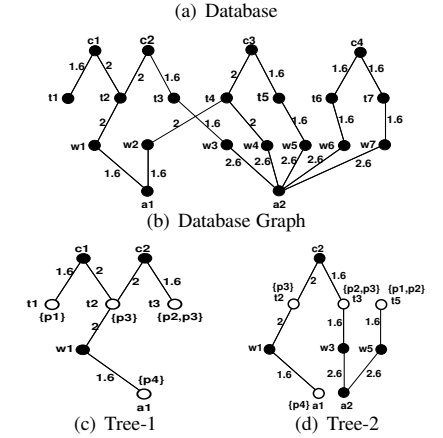 (a) Database
c1 c2 c3 c4
1.6 2 2 1.6 2 1.6 1.6 1.6
t1 t2 t3 t4 t5 t6 t7
2 2 1.6 2 1.6 1.6 1.6
w1 w2 w3 w4 w5 w6 w7
1.6 1.6 2.6 2.6 2.6 2.6 2.6
a1 a2
(b) Database Graph
c1 c2 c2
1.6 2 2 1.6 {p3} 2 1.6 {p2,p3} {p1,p2}
t1 t2 t3 t2 t3 t5
{p1} {p3} {p2,p3}
2 2 1.6 1.6
w1 w1 w3 w5
1.6 {p4} 1.6 2.6 2.6
a1 {p4} a1 a2
(c) Tree-1 (d) Tree-2